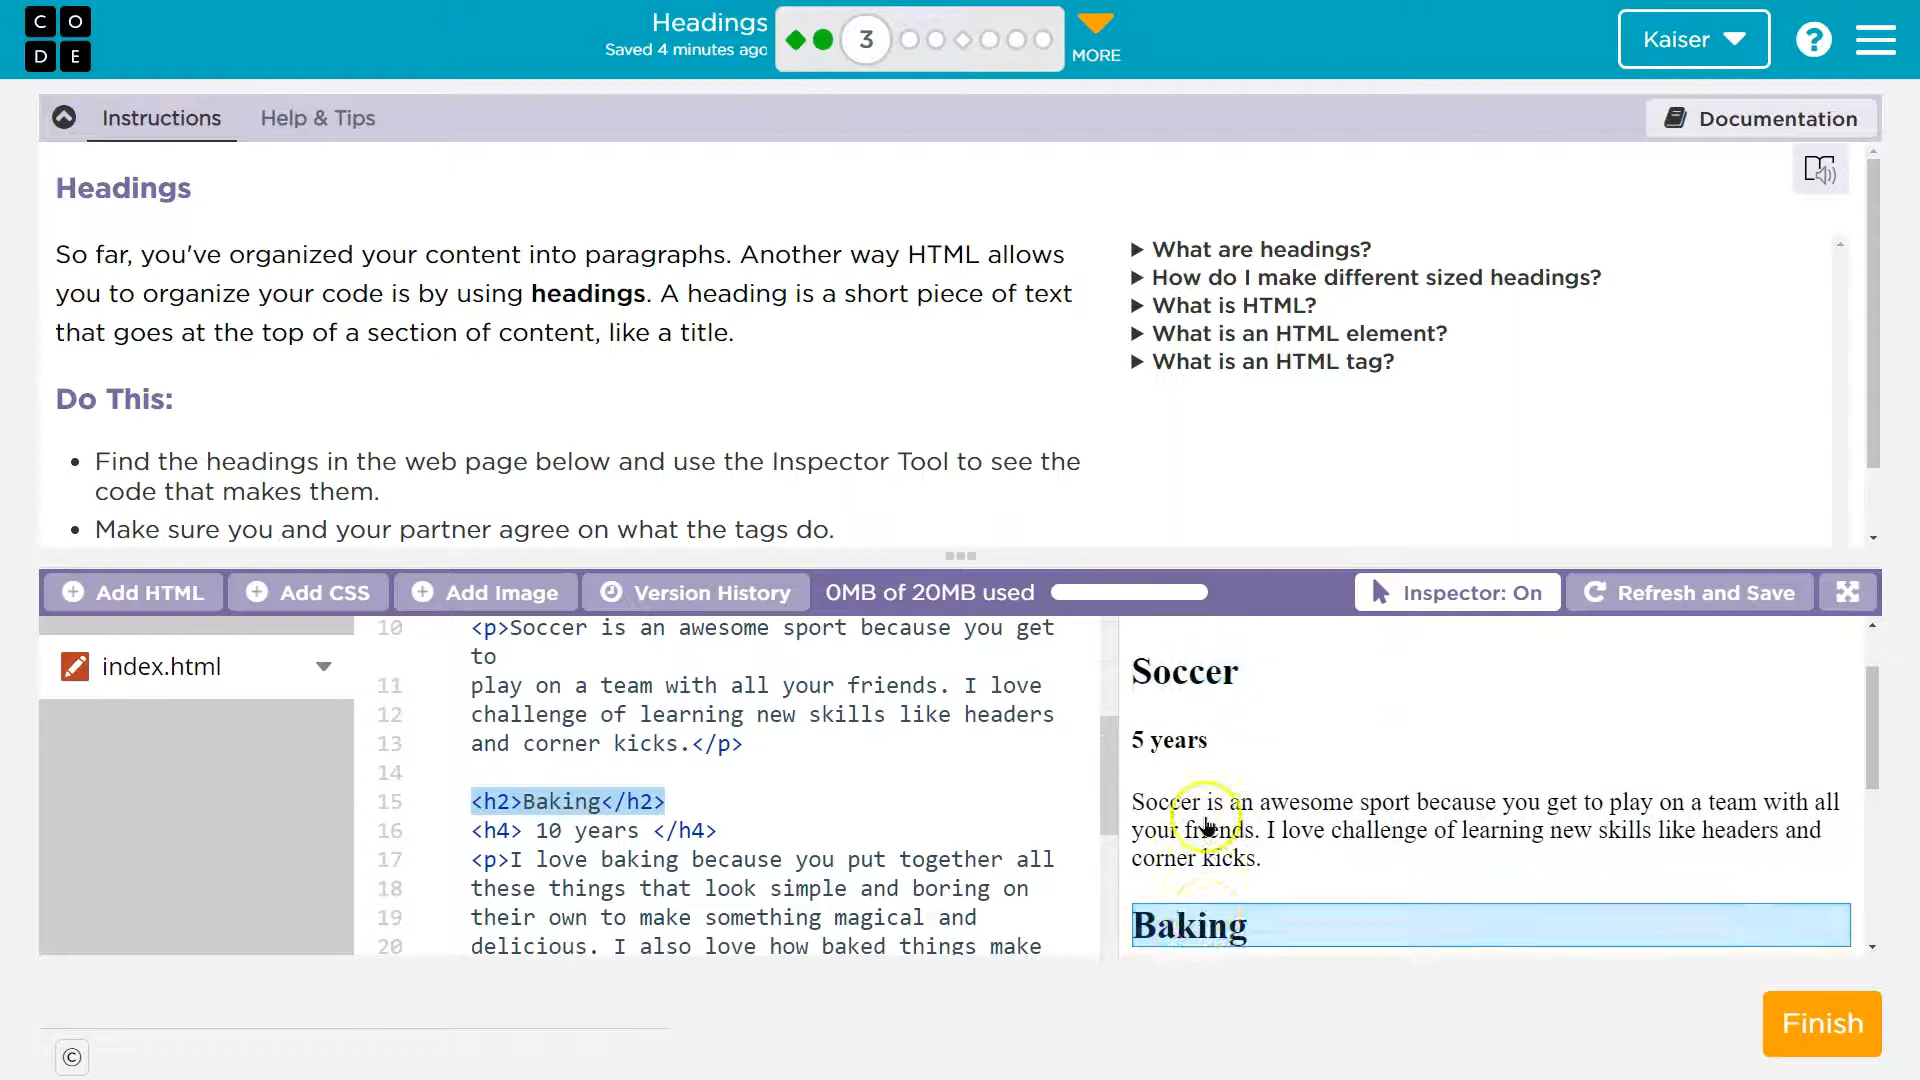 C O
D E
Headings
Saved 4 minutes ago
3
MORE
Kaiser
?
Instructions
Help & Tips
Documentation
Headings
So far, you've organized your content into paragraphs. Another way HTML allows
you to organize your code is by using headings. A heading is a short piece of text
that goes at the top of a section of content, like a title.
Do This:
• Find the headings in the web page below and use the Inspector Tool to see the
code that makes them.
• Make sure you and your partner agree on what the tags do.
What are headings?
How do I make different sized headings?
What is HTML?
What is an HTML element?
What is an HTML tag?
Add HTML
Add CSS
Add Image
Version History
0MB of 20MB used
Inspector: On
Refresh and Save
index.html
10 <p>Soccer is an awesome sport because you get
to
11 play on a team with all your friends. I love
12 challenge of learning new skills like headers
13 and corner kicks.</p>
14
15 <h2>Baking</h2>
16 <h4> 10 years </h4>
17 <p>I love baking because you put together all
18 these things that look simple and boring on
19 their own to make something magical and
20 delicious. I also love how baked things make
Soccer
5 years
Soccer is an awesome sport because you get to play on a team with all
your friends. I love challenge of learning new skills like headers and
corner kicks.
Baking
Finish
©